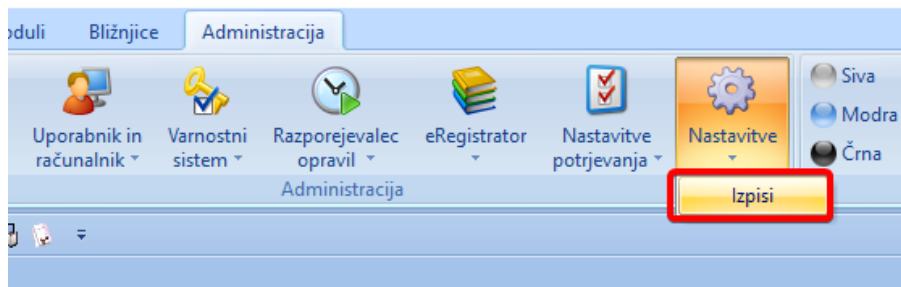 oduli Bližnjice Administracija
Uporabnik in računalnik
Varnostni sistem
Razporejevalec opravil
eRegistrator
Nastavitve potrjevanja
Nastavitve
Siva
Modra
Črna
Administracija
Izpisi